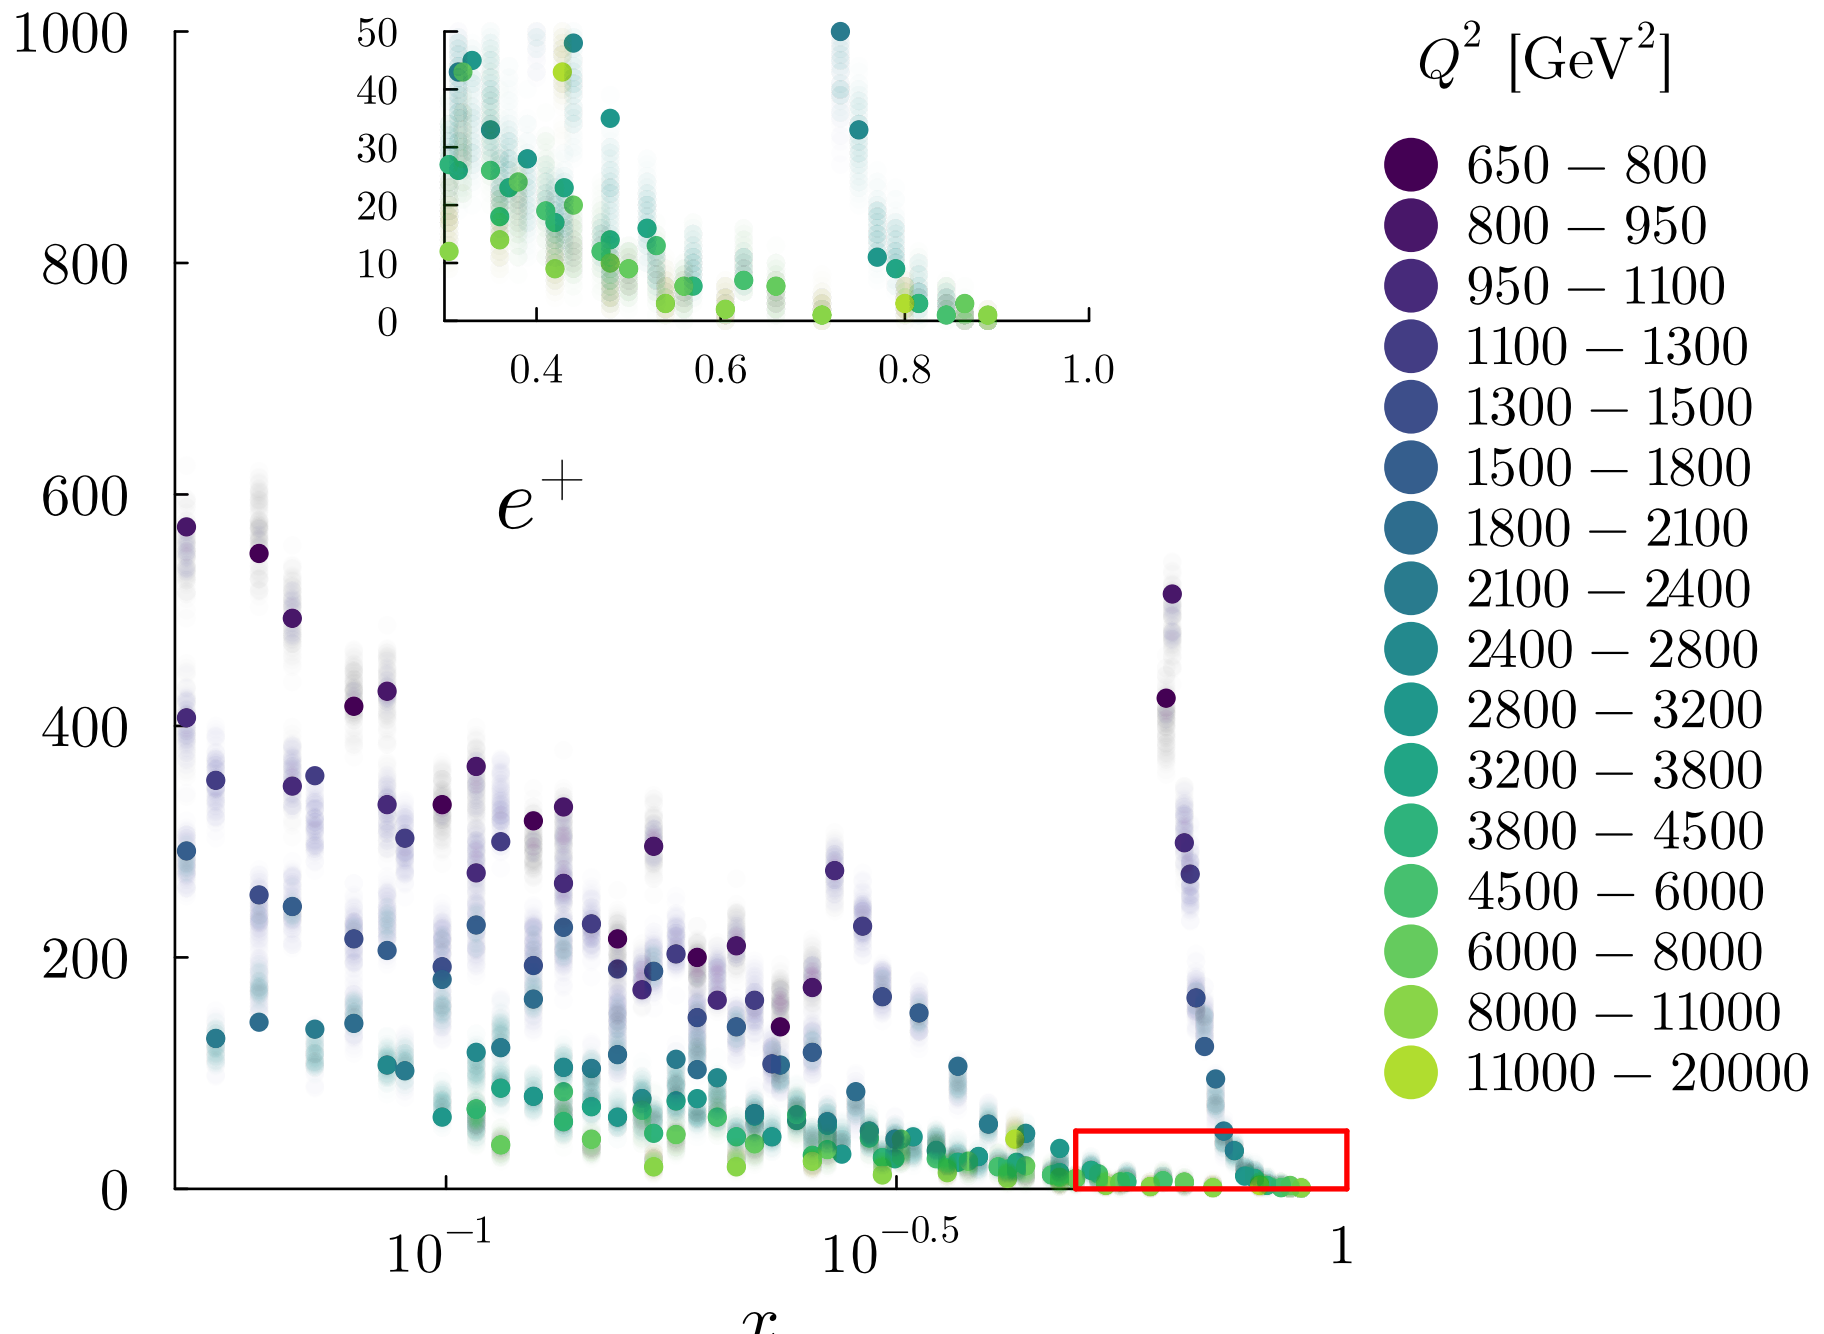 1000
800
600
400
200
0
50
40
30
20
10
0
0.4 0.6 0.8 1.0
e⁺
10⁻¹ 10⁻⁰·⁵ 1
x
Q² [GeV²]
650 – 800
800 – 950
950 – 1100
1100 – 1300
1300 – 1500
1500 – 1800
1800 – 2100
2100 – 2400
2400 – 2800
2800 – 3200
3200 – 3800
3800 – 4500
4500 – 6000
6000 – 8000
8000 – 11000
11000 – 20000